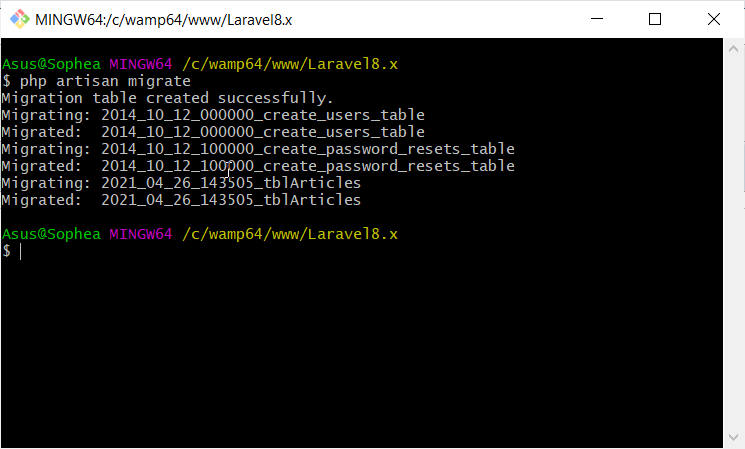 MINGW64:/c/wamp64/www/Laravel8.x
Asus@Sophea MINGW64 /c/wamp64/www/Laravel8.x
$ php artisan migrate
Migration table created successfully.
Migrating: 2014_10_12_000000_create_users_table
Migrated:  2014_10_12_000000_create_users_table
Migrating: 2014_10_12_100000_create_password_resets_table
Migrated:  2014_10_12_100000_create_password_resets_table
Migrating: 2021_04_26_143505_tblArticles
Migrated:  2021_04_26_143505_tblArticles
Asus@Sophea MINGW64 /c/wamp64/www/Laravel8.x
$